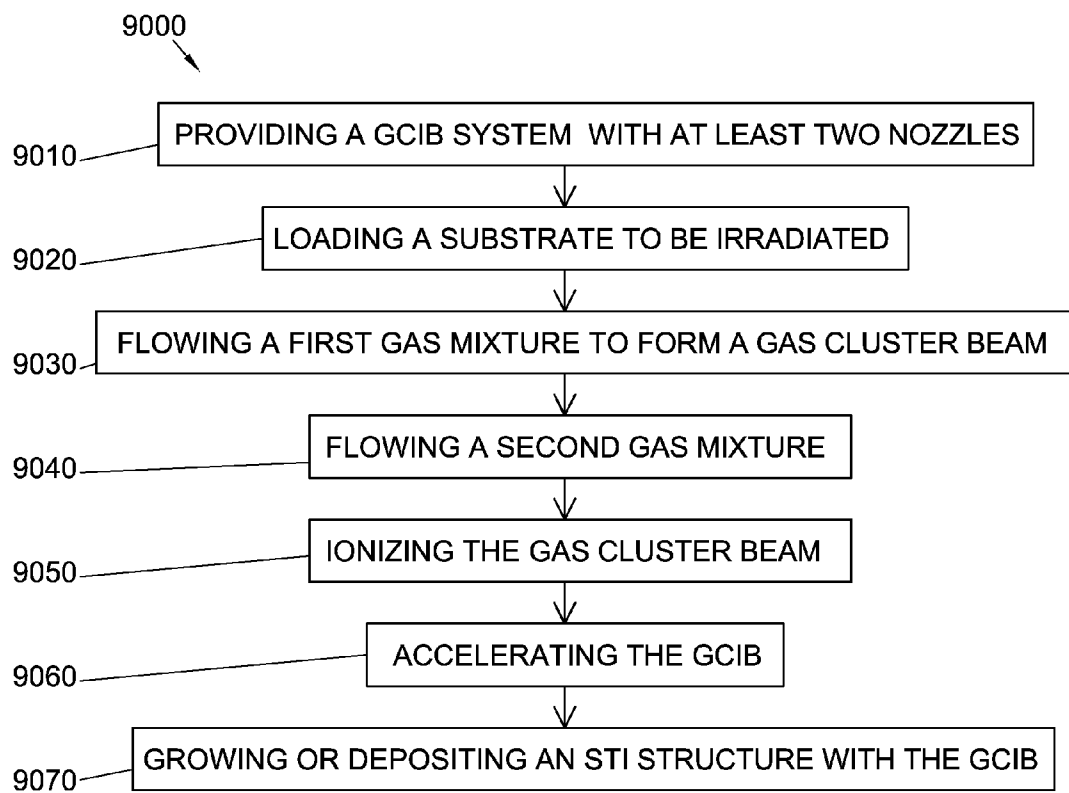 9000
9010 PROVIDING A GCIB SYSTEM WITH AT LEAST TWO NOZZLES
9020 LOADING A SUBSTRATE TO BE IRRADIATED
9030 FLOWING A FIRST GAS MIXTURE TO FORM A GAS CLUSTER BEAM
9040 FLOWING A SECOND GAS MIXTURE
9050 IONIZING THE GAS CLUSTER BEAM
9060 ACCELERATING THE GCIB
9070 GROWING OR DEPOSITING AN STI STRUCTURE WITH THE GCIB